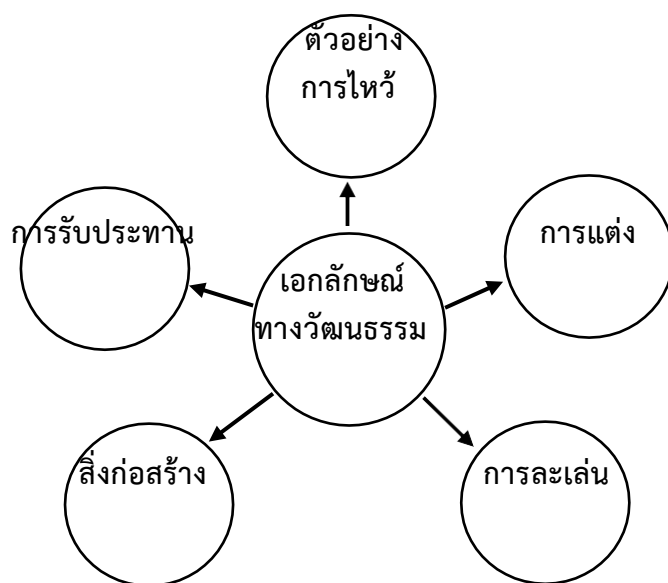 ตัวอย่าง
การไหว้
การรับประทาน
การแต่ง
เอกลักษณ์
ทางวัฒนธรรม
สิ่งก่อสร้าง
การละเล่น